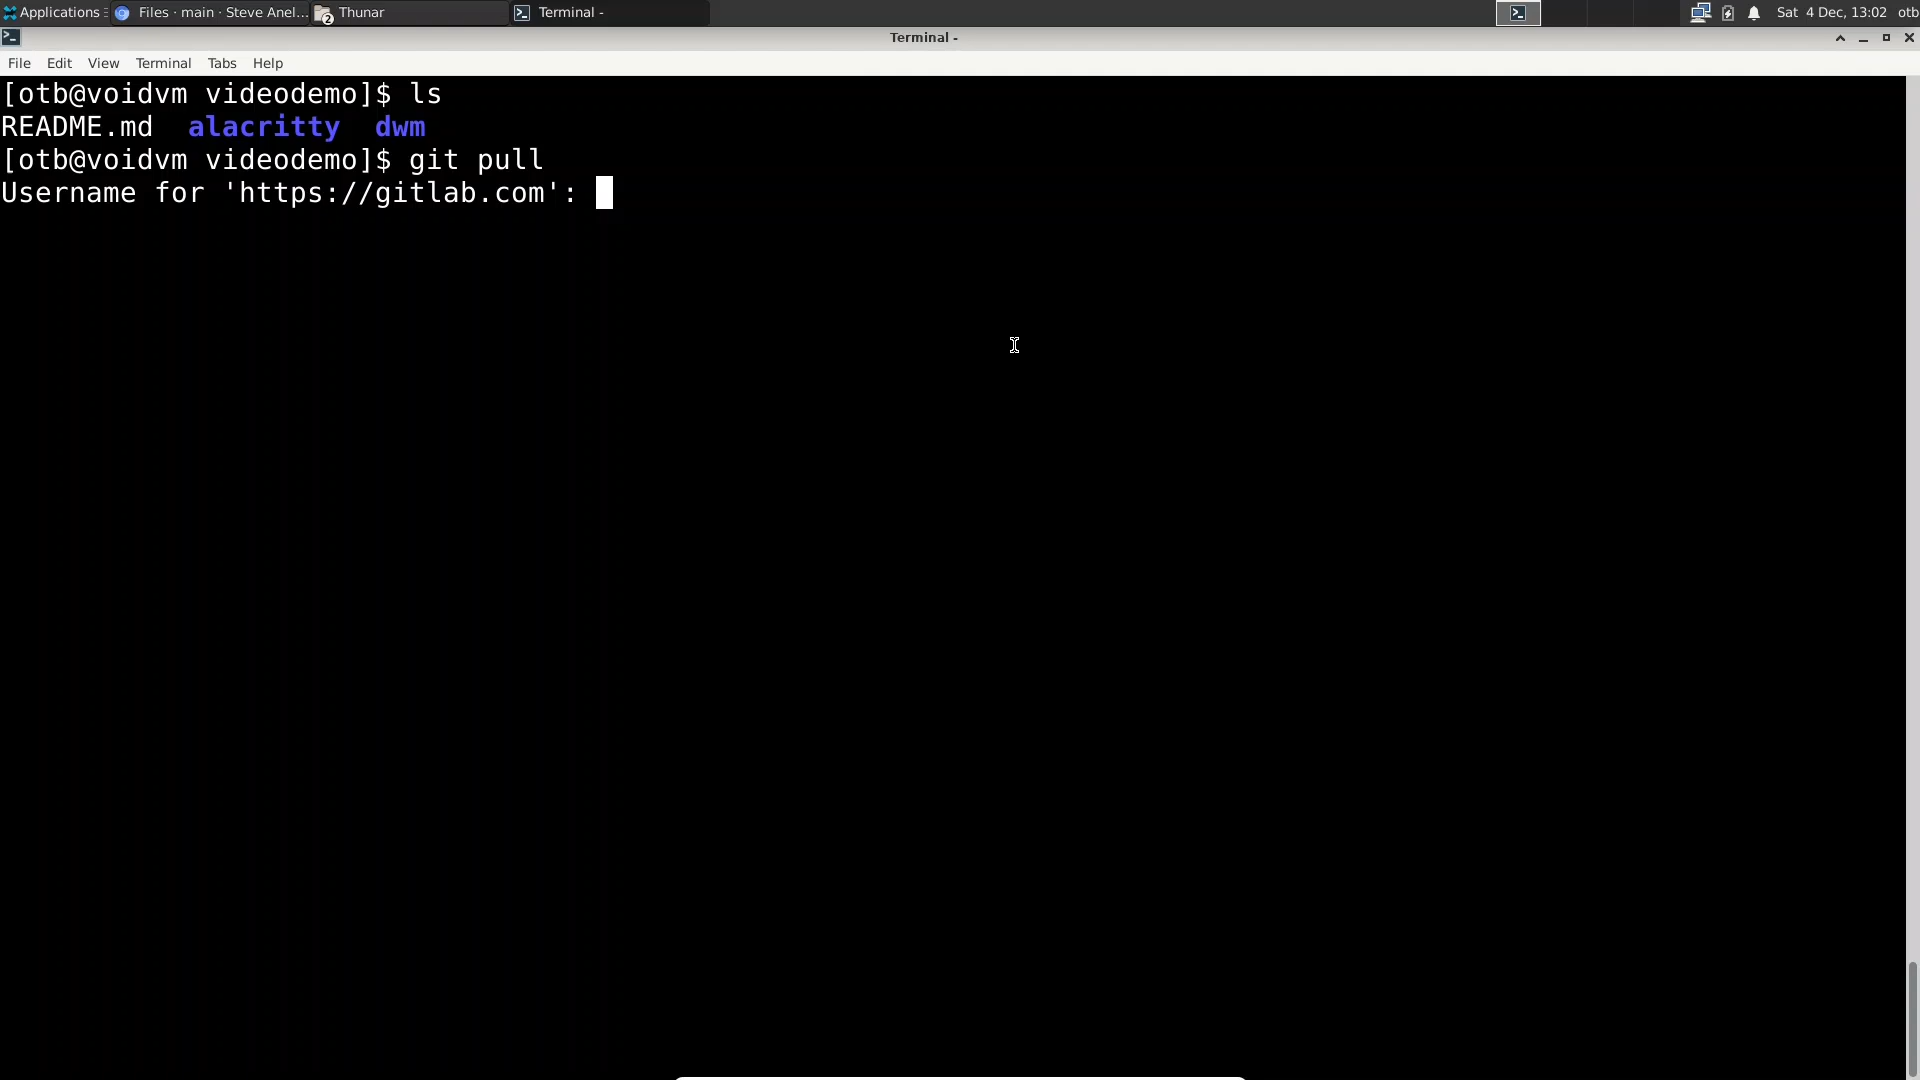 Applications Files · main · Steve Anel... 2 Thunar Terminal - Sat 4 Dec, 13:02 otb
Terminal -
File Edit View Terminal Tabs Help
[otb@voidvm videodemo]$ ls
README.md alacritty dwm
[otb@voidvm videodemo]$ git pull
Username for 'https://gitlab.com':